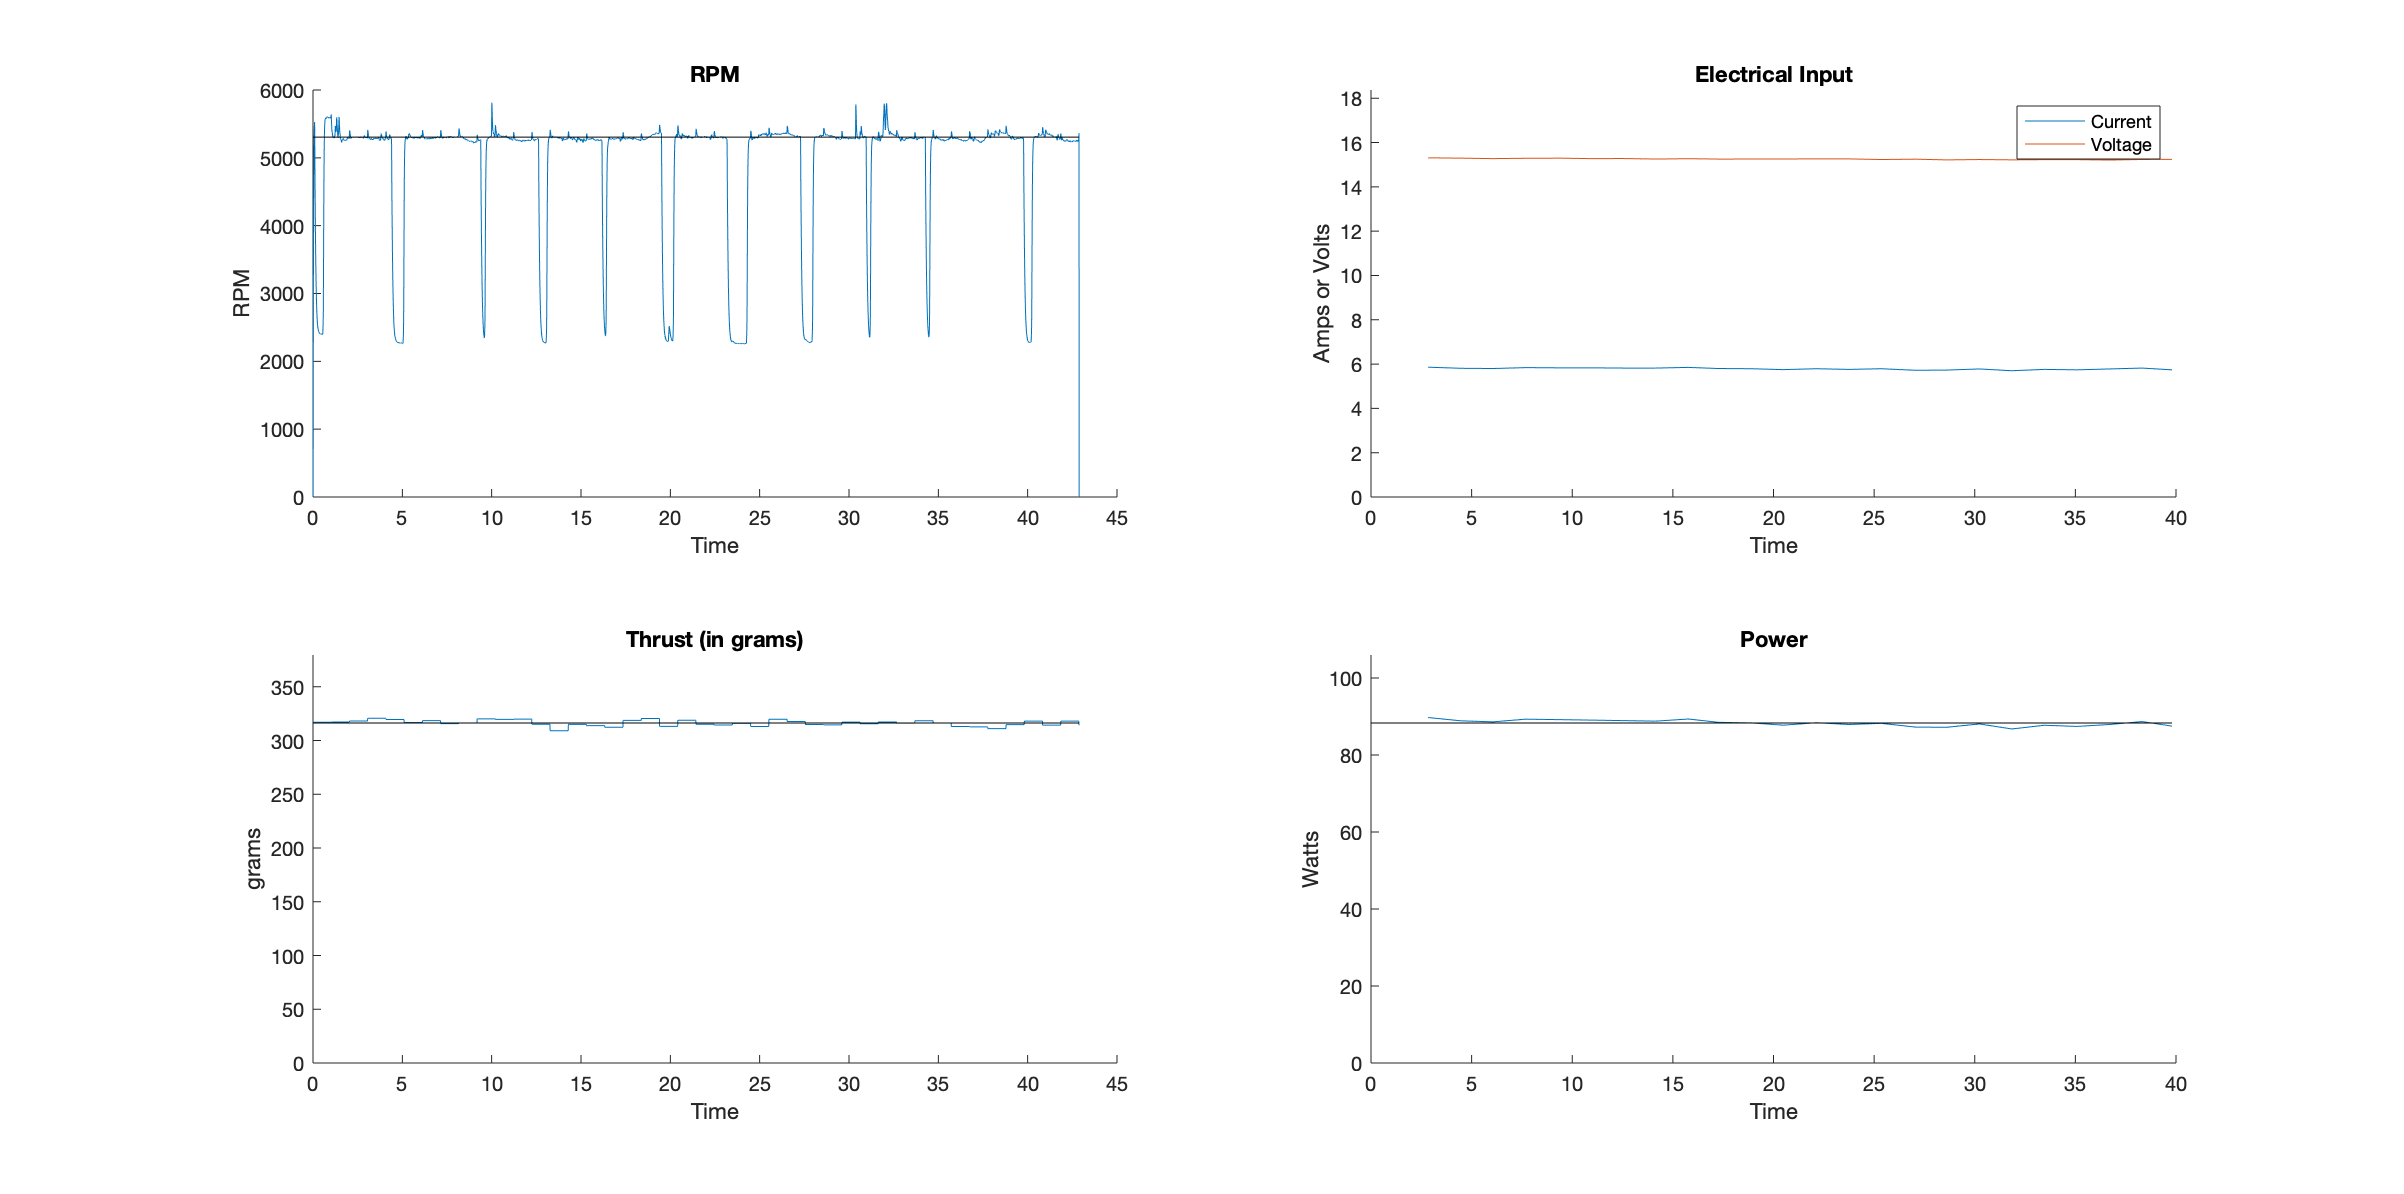 RPM
6000
5000
4000
3000
2000
1000
0
RPM
0 5 10 15 20 25 30 35 40 45
Time
Electrical Input
18
16
14
12
10
8
6
4
2
0
Amps or Volts
Current
Voltage
0 5 10 15 20 25 30 35 40
Time
Thrust (in grams)
350
300
250
200
150
100
50
0
grams
0 5 10 15 20 25 30 35 40 45
Time
Power
100
80
60
40
20
0
Watts
0 5 10 15 20 25 30 35 40
Time